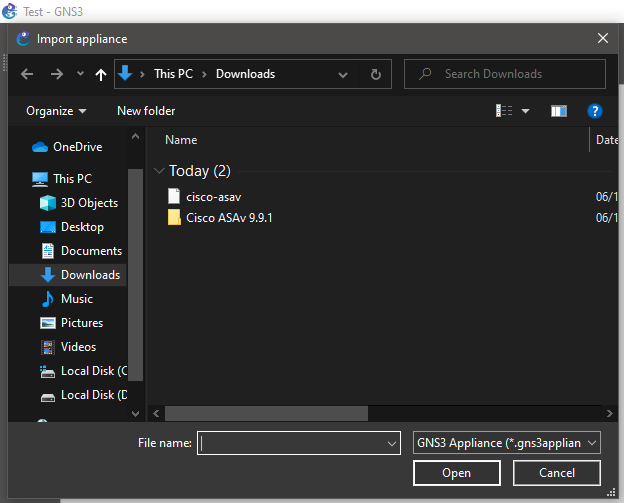 Test - GNS3
Import appliance
This PC > Downloads
Search Downloads
Organize
New folder
?
Name
Date
OneDrive
Today (2)
This PC
cisco-asav
06/1
3D Objects
Cisco ASAv 9.9.1
06/1
Desktop
Documents
Downloads
Music
Pictures
Videos
Local Disk (C
Local Disk (D
File name:
GNS3 Appliance (*.gns3applian
Open
Cancel